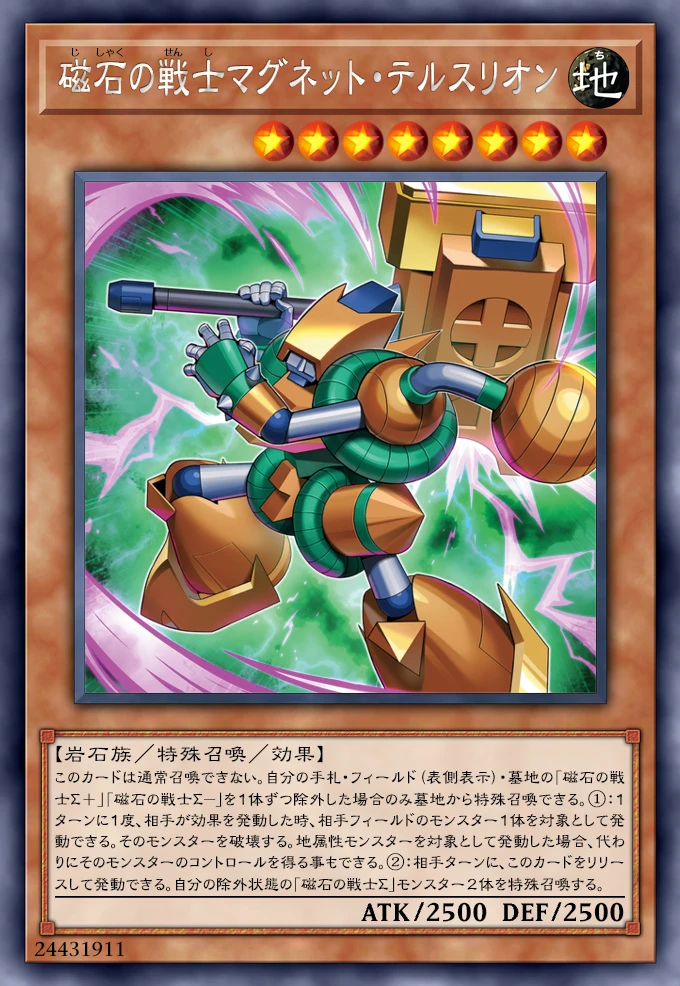 じしゃく せんし
磁石の戦士マグネット・テルスリオン
ち
地
【岩石族／特殊召喚／効果】
このカードは通常召喚できない。自分の手札・フィールド（表側表示）・墓地の「磁石の戦
士Σ＋」「磁石の戦士Σ－」を１体ずつ除外した場合のみ墓地から特殊召喚できる。①：１
ターンに１度、相手が効果を発動した時、相手フィールドのモンスター１体を対象として発
動できる。そのモンスターを破壊する。地属性モンスターを対象として発動した場合、代わ
りにそのモンスターのコントロールを得る事もできる。②：相手ターンに、このカードをリリー
スして発動できる。自分の除外状態の「磁石の戦士Σ」モンスター２体を特殊召喚する。
ATK/2500 DEF/2500
24431911